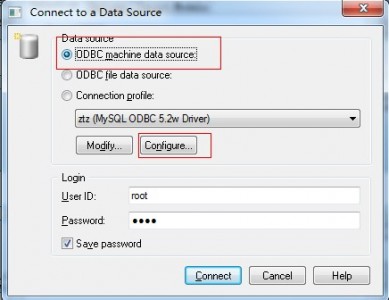 Connect to a Data Source
Data source
ODBC machine data source:
ODBC file data source:
Connection profile:
ztz (MySQL ODBC 5.2w Driver)
Modify... Configure...
Login
User ID: root
Password: ●●●●
Save password
Connect Cancel Help